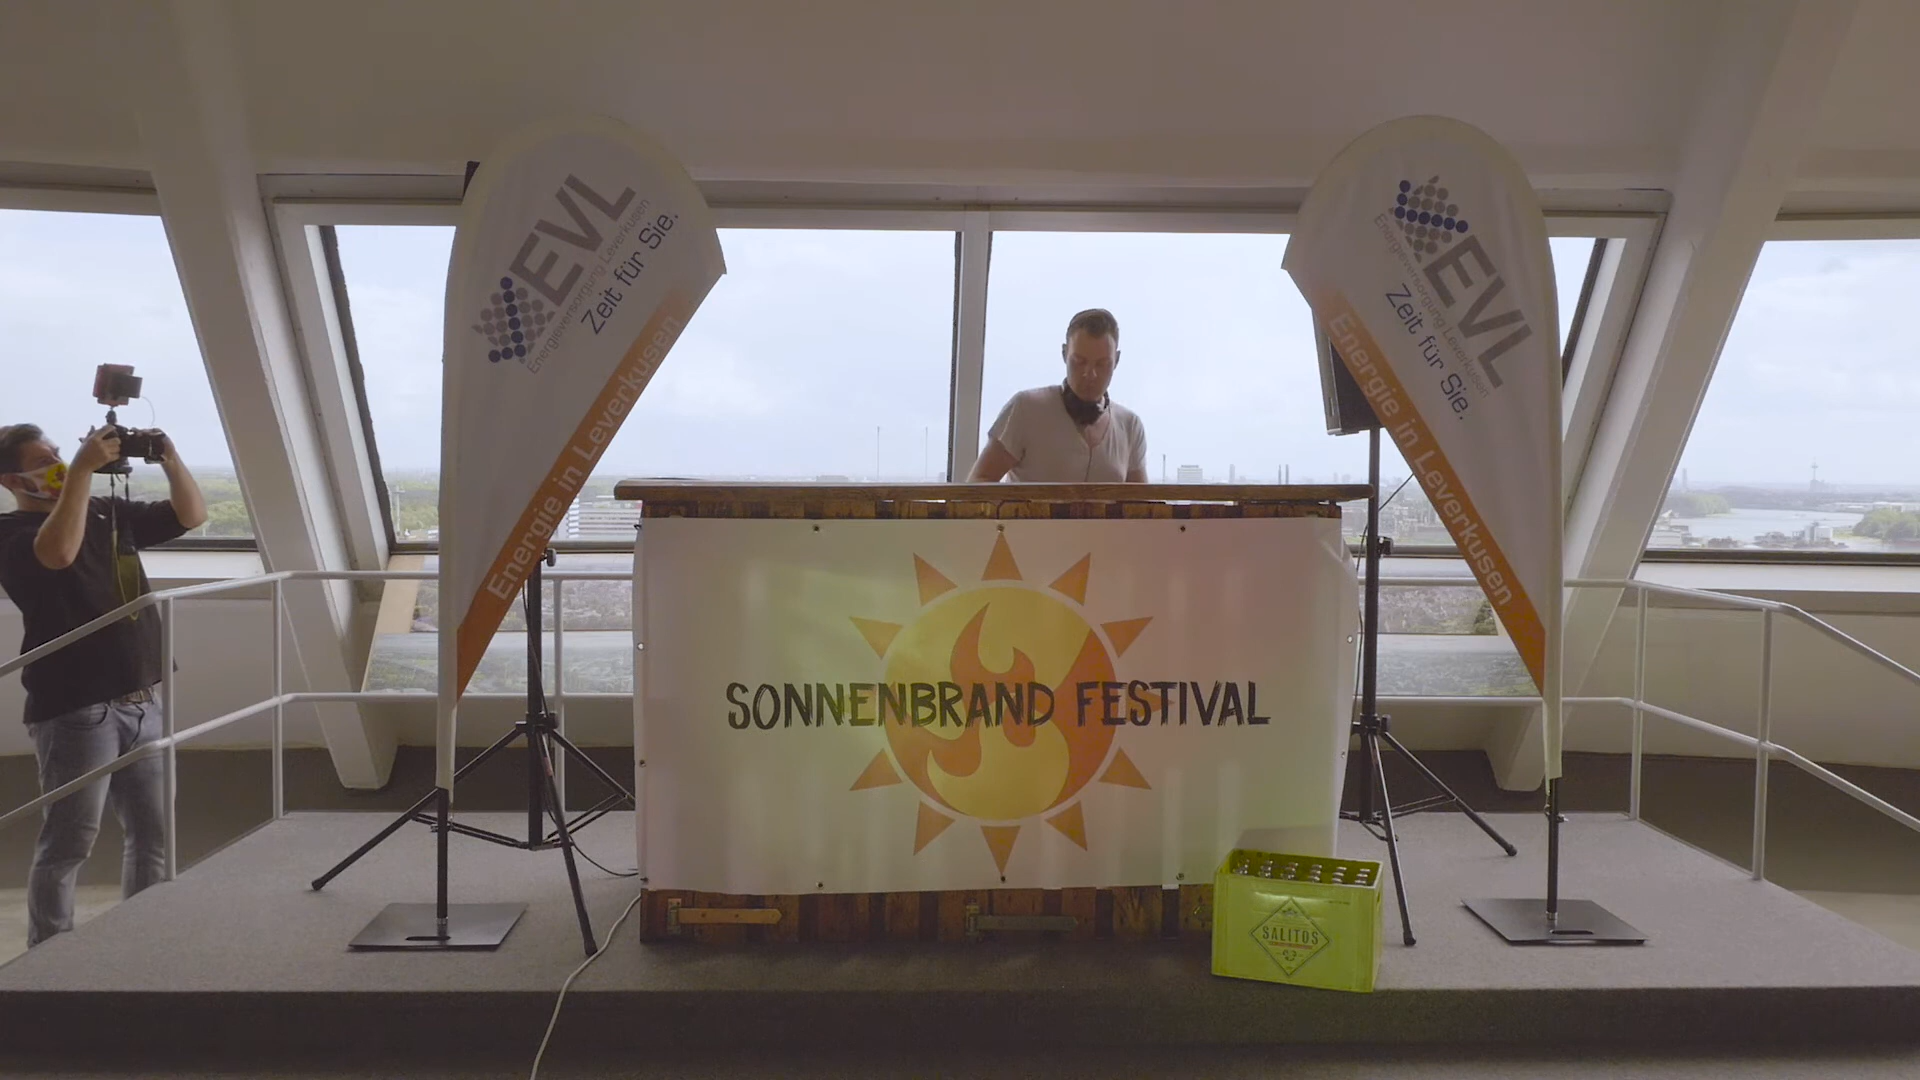 EVL
Energieversorgung Leverkusen
Zeit für Sie.
Energie in Leverkusen
EVL
Energieversorgung Leverkusen
Zeit für Sie.
Energie in Leverkusen
SONNENBRAND FESTIVAL
SALITOS